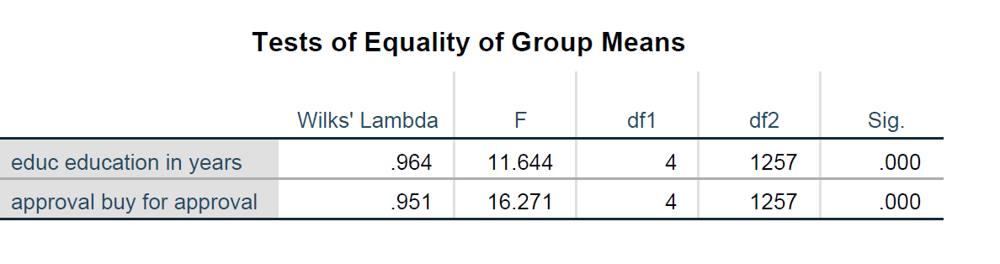 Tests of Equality of Group Means
Wilks' Lambda F df1 df2 Sig.
educ education in years .964 11.644 4 1257 .000
approval buy for approval .951 16.271 4 1257 .000